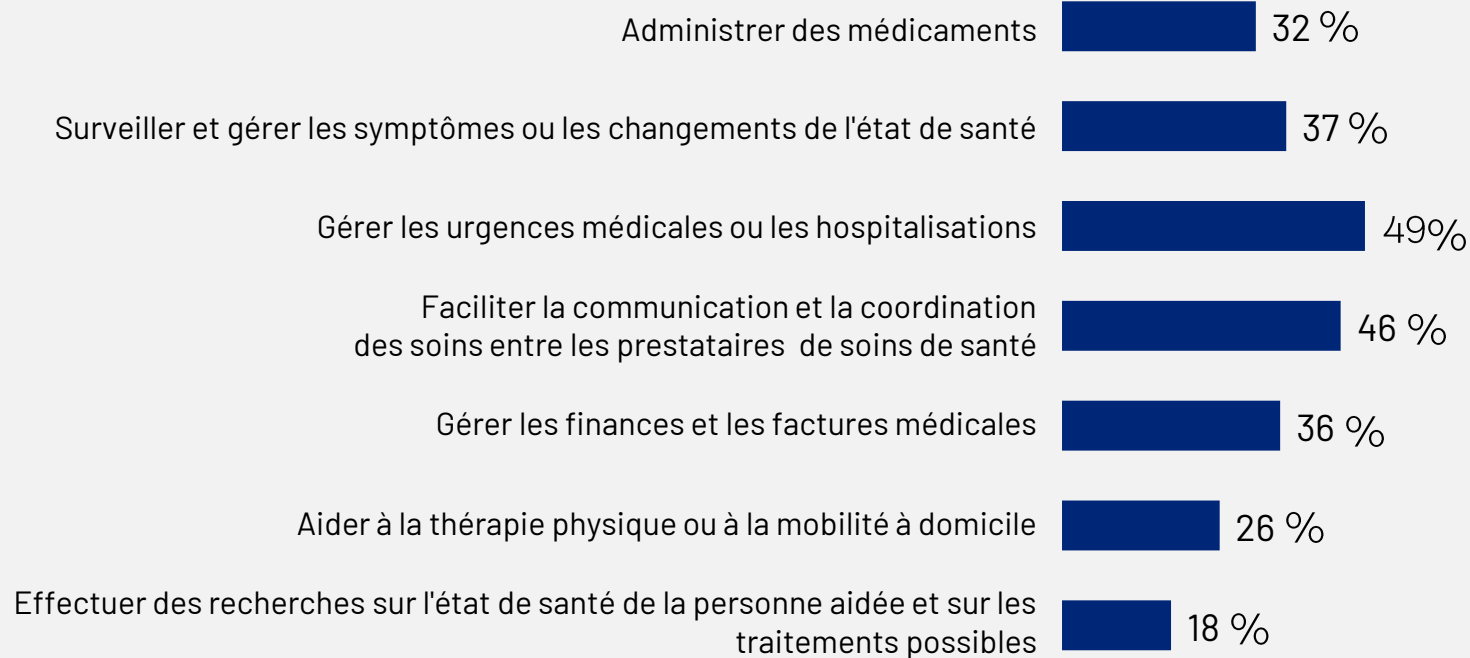 Administrer des médicaments 32 %
Surveiller et gérer les symptômes ou les changements de l'état de santé 37 %
Gérer les urgences médicales ou les hospitalisations 49%
Faciliter la communication et la coordination
des soins entre les prestataires de soins de santé 46 %
Gérer les finances et les factures médicales 36 %
Aider à la thérapie physique ou à la mobilité à domicile 26 %
Effectuer des recherches sur l'état de santé de la personne aidée et sur les
traitements possibles 18 %